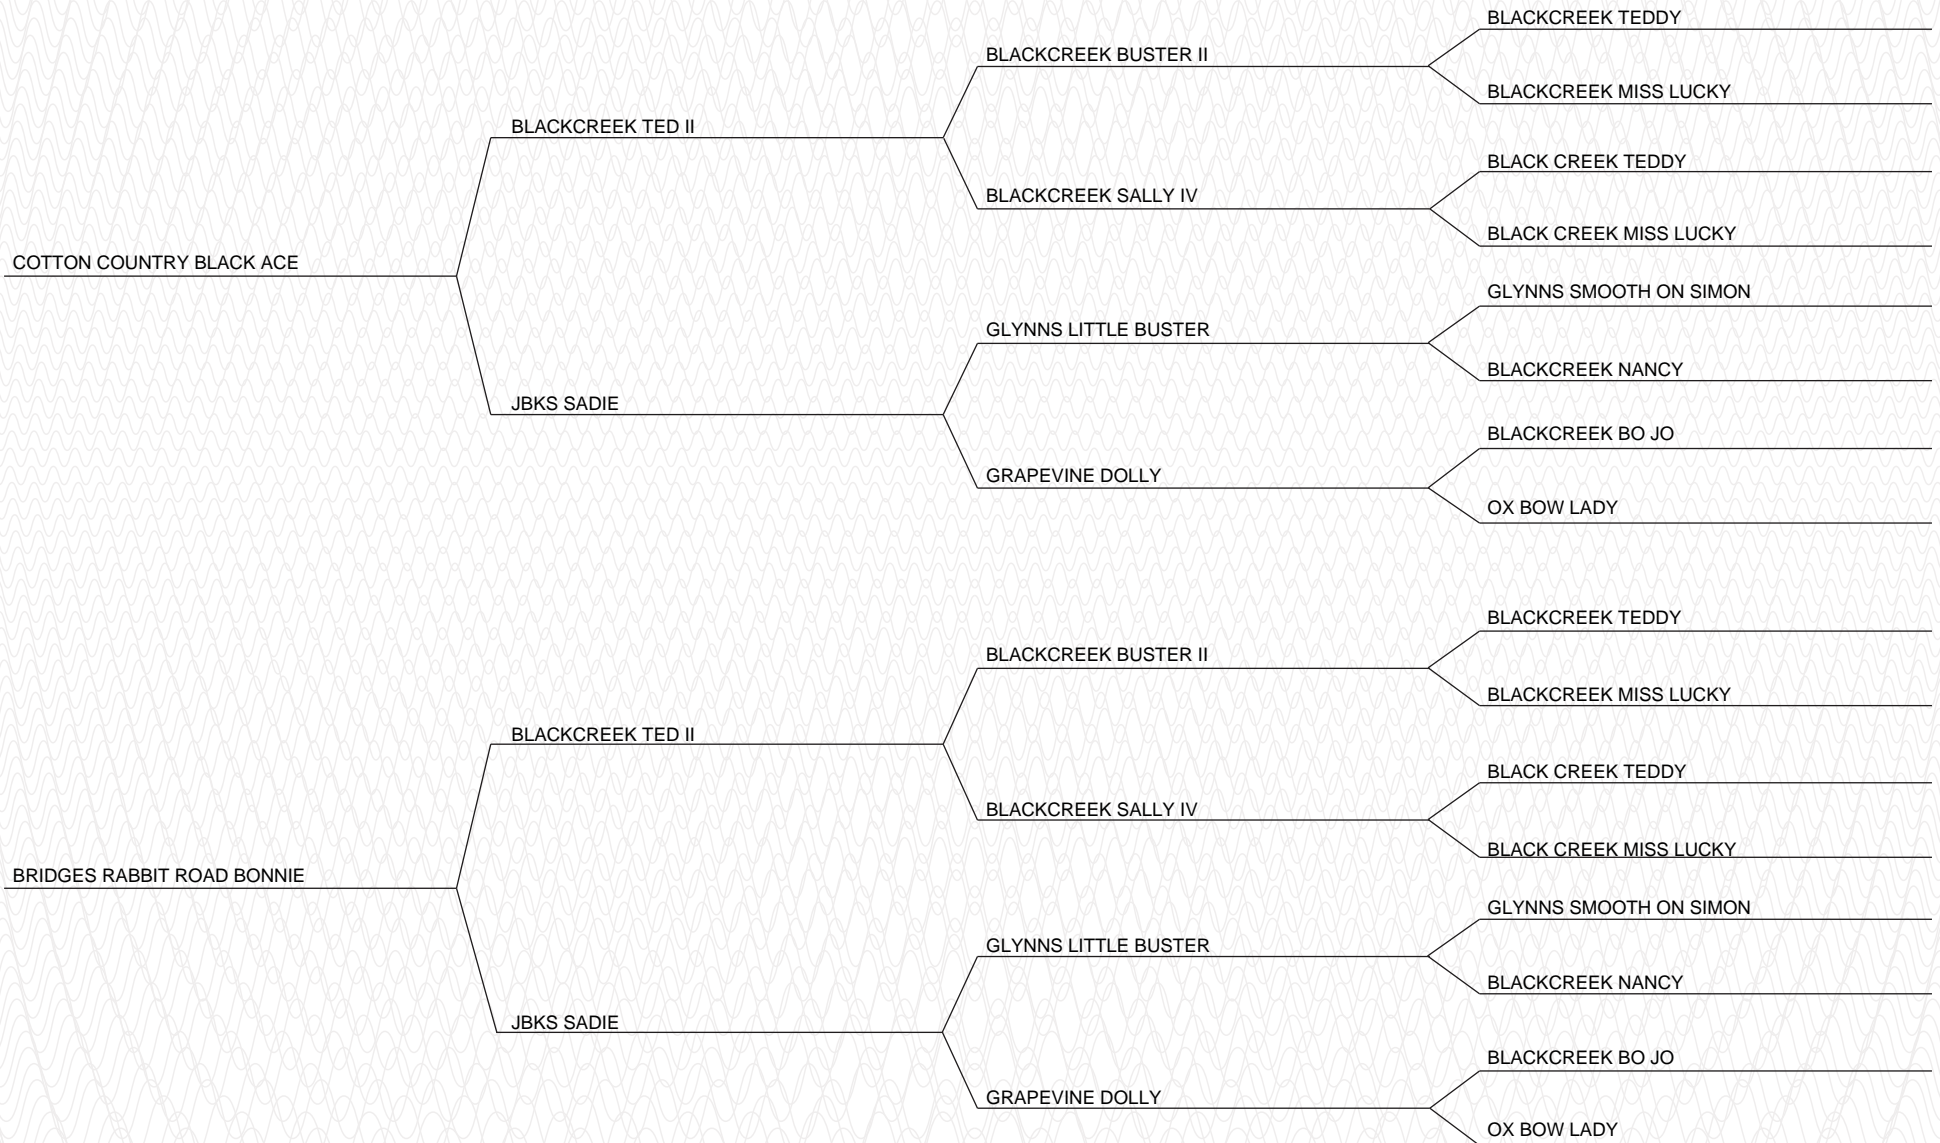 BLACKCREEK TEDDY
BLACKCREEK BUSTER II
BLACKCREEK MISS LUCKY
BLACKCREEK TED II
BLACK CREEK TEDDY
BLACKCREEK SALLY IV
BLACK CREEK MISS LUCKY
COTTON COUNTRY BLACK ACE
GLYNNS SMOOTH ON SIMON
GLYNNS LITTLE BUSTER
BLACKCREEK NANCY
JBKS SADIE
BLACKCREEK BO JO
GRAPEVINE DOLLY
OX BOW LADY
BLACKCREEK TEDDY
BLACKCREEK BUSTER II
BLACKCREEK MISS LUCKY
BLACKCREEK TED II
BLACK CREEK TEDDY
BLACKCREEK SALLY IV
BLACK CREEK MISS LUCKY
BRIDGES RABBIT ROAD BONNIE
GLYNNS SMOOTH ON SIMON
GLYNNS LITTLE BUSTER
BLACKCREEK NANCY
JBKS SADIE
BLACKCREEK BO JO
GRAPEVINE DOLLY
OX BOW LADY